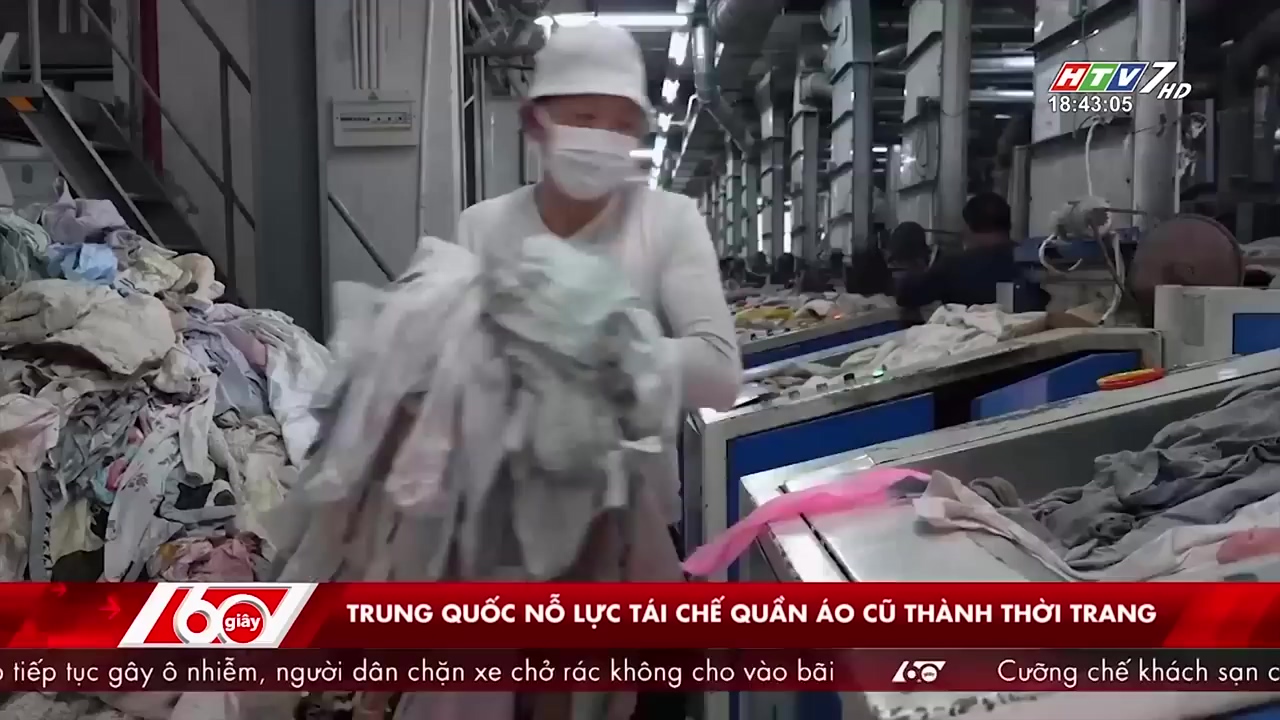 HTV7 HD
18:43:05
60 giây
TRUNG QUỐC NỖ LỰC TÁI CHẾ QUẦN ÁO CŨ THÀNH THỜI TRANG
tiếp tục gây ô nhiễm, người dân chặn xe chở rác không cho vào bãi 60 giây Cưỡng chế khách sạn